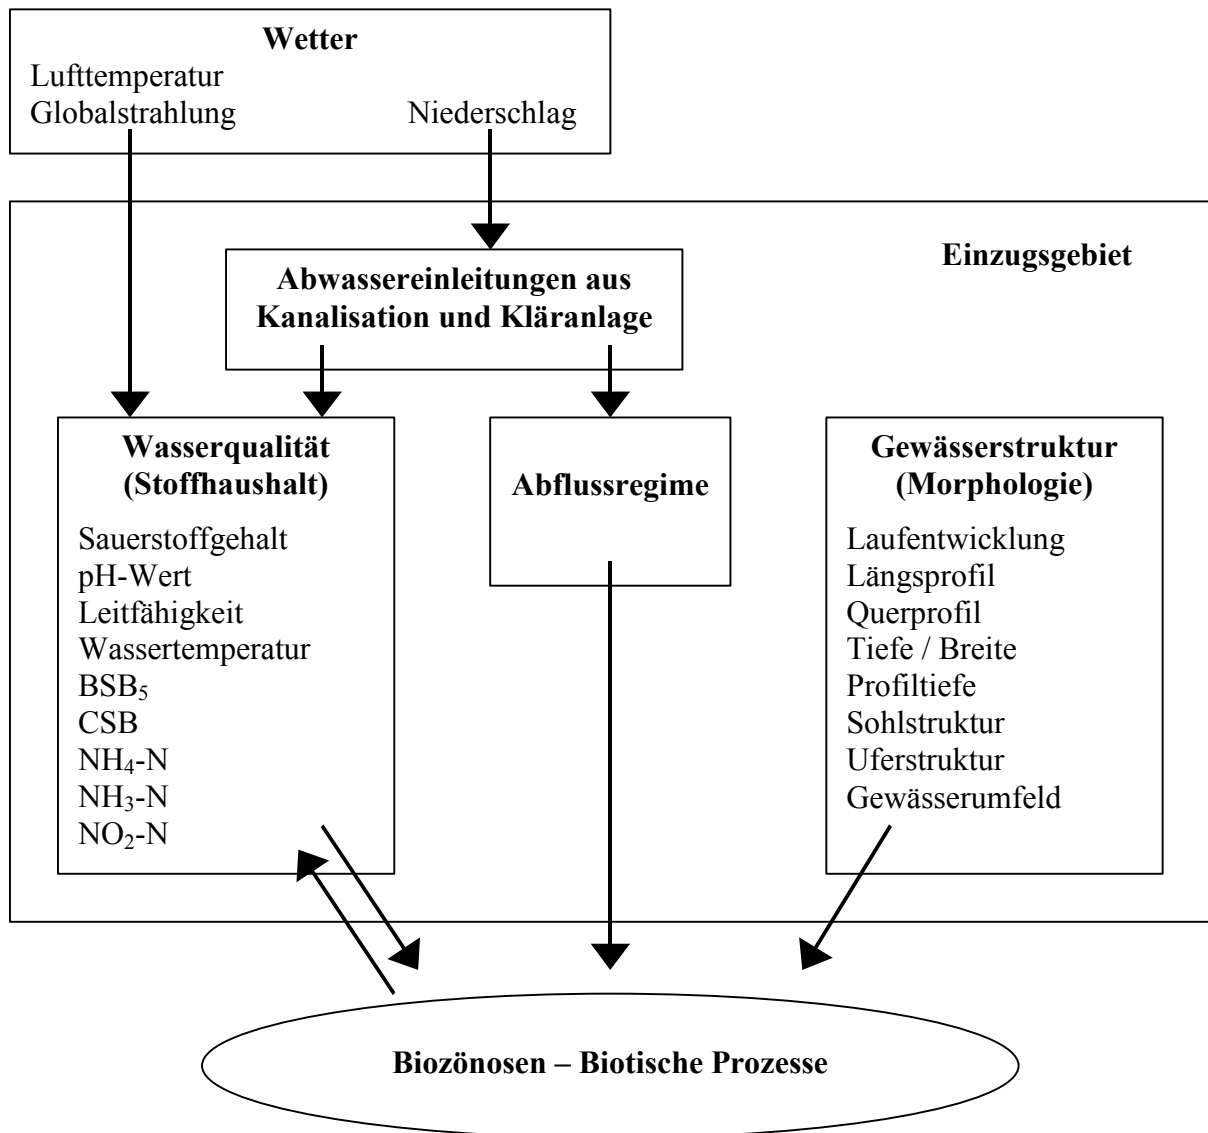 Wetter
Lufttemperatur
Globalstrahlung
Niederschlag
Einzugsgebiet
Abwassereinleitungen aus
Kanalisation und Kläranlage
Wasserqualität
(Stoffhaushalt)
Sauerstoffgehalt
pH-Wert
Leitfähigkeit
Wassertemperatur
BSB₅
CSB
NH₄-N
NH₃-N
NO₂-N
Abflussregime
Gewässerstruktur
(Morphologie)
Laufentwicklung
Längsprofil
Querprofil
Tiefe / Breite
Profiltiefe
Sohlstruktur
Uferstruktur
Gewässerumfeld
Biozönosen – Biotische Prozesse